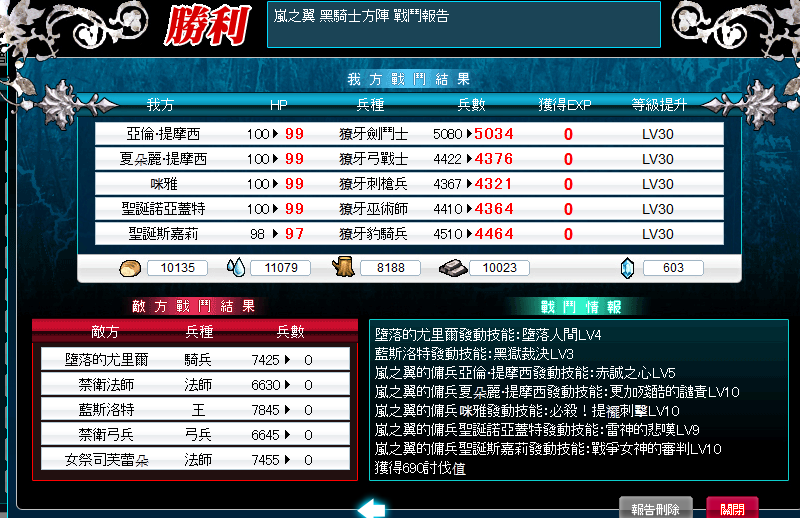 勝利
嵐之翼 黑騎士方陣 戰鬥報告
我方戰鬥結果
我方 HP 兵種 兵數 獲得EXP 等級提升
亞倫·提摩西 100 99 獠牙劍鬥士 5080 5034 0 LV30
夏朵麗·提摩西 100 99 獠牙弓戰士 4422 4376 0 LV30
咪雅 100 99 獠牙刺槍兵 4367 4321 0 LV30
聖誕諾亞蓋特 100 99 獠牙巫術師 4410 4364 0 LV30
聖誕斯嘉莉 98 97 獠牙豹騎兵 4510 4464 0 LV30
10135 11079 8188 10023 603
敵方戰鬥結果
敵方 兵種 兵數
墮落的尤里爾 騎兵 7425 0
禁衛法師 法師 6630 0
藍斯洛特 王 7845 0
禁衛弓兵 弓兵 6645 0
女祭司芙蕾朵 法師 7455 0
戰鬥情報
墮落的尤里爾發動技能:墮落人間LV4
藍斯洛特發動技能:黑獄裁決LV3
嵐之翼的傭兵亞倫·提摩西發動技能:赤誠之心LV5
嵐之翼的傭兵夏朵麗·提摩西發動技能:更加殘酷的譴責LV10
嵐之翼的傭兵咪雅發動技能:必殺！提襬刺擊LV10
嵐之翼的傭兵聖誕諾亞蓋特發動技能:雷神的悲嘆LV9
嵐之翼的傭兵聖誕斯嘉莉發動技能:戰爭女神的審判LV10
獲得690討伐值
報告刪除 關閉